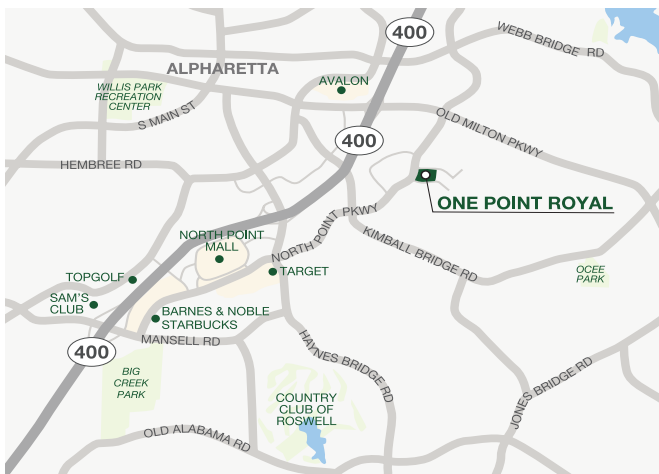 400
WEBB BRIDGE RD
ALPHARETTA
AVALON
WILLIS PARK
RECREATION
CENTER
S MAIN ST
OLD MILTON PKWY
400
HEMBREE RD
ONE POINT ROYAL
NORTH POINT PKWY
NORTH POINT
MALL
KIMBALL BRIDGE RD
TOPGOLF
TARGET
OCEE
PARK
SAM'S
CLUB
BARNES & NOBLE
STARBUCKS
MANSELL RD
400
HAYNES BRIDGE RD
BIG
CREEK
PARK
JONES BRIDGE RD
COUNTRY
CLUB OF
ROSWELL
OLD ALABAMA RD